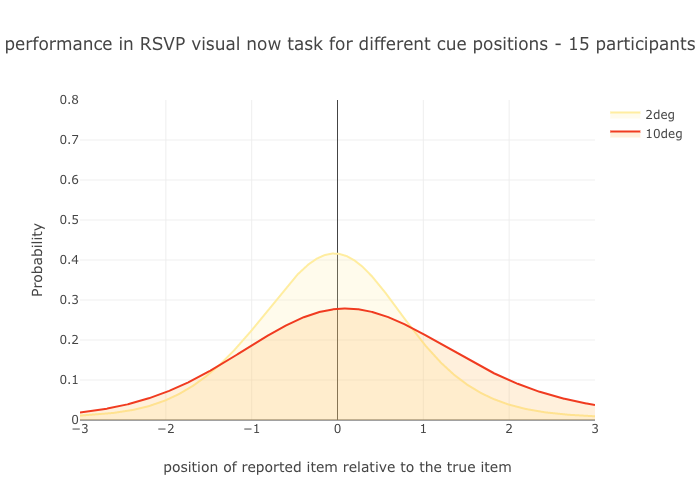 performance in RSVP visual now task for different cue positions - 15 participants
2deg
10deg
Probability
0.8
0.7
0.6
0.5
0.4
0.3
0.2
0.1
0
−3 −2 −1 0 1 2 3
position of reported item relative to the true item